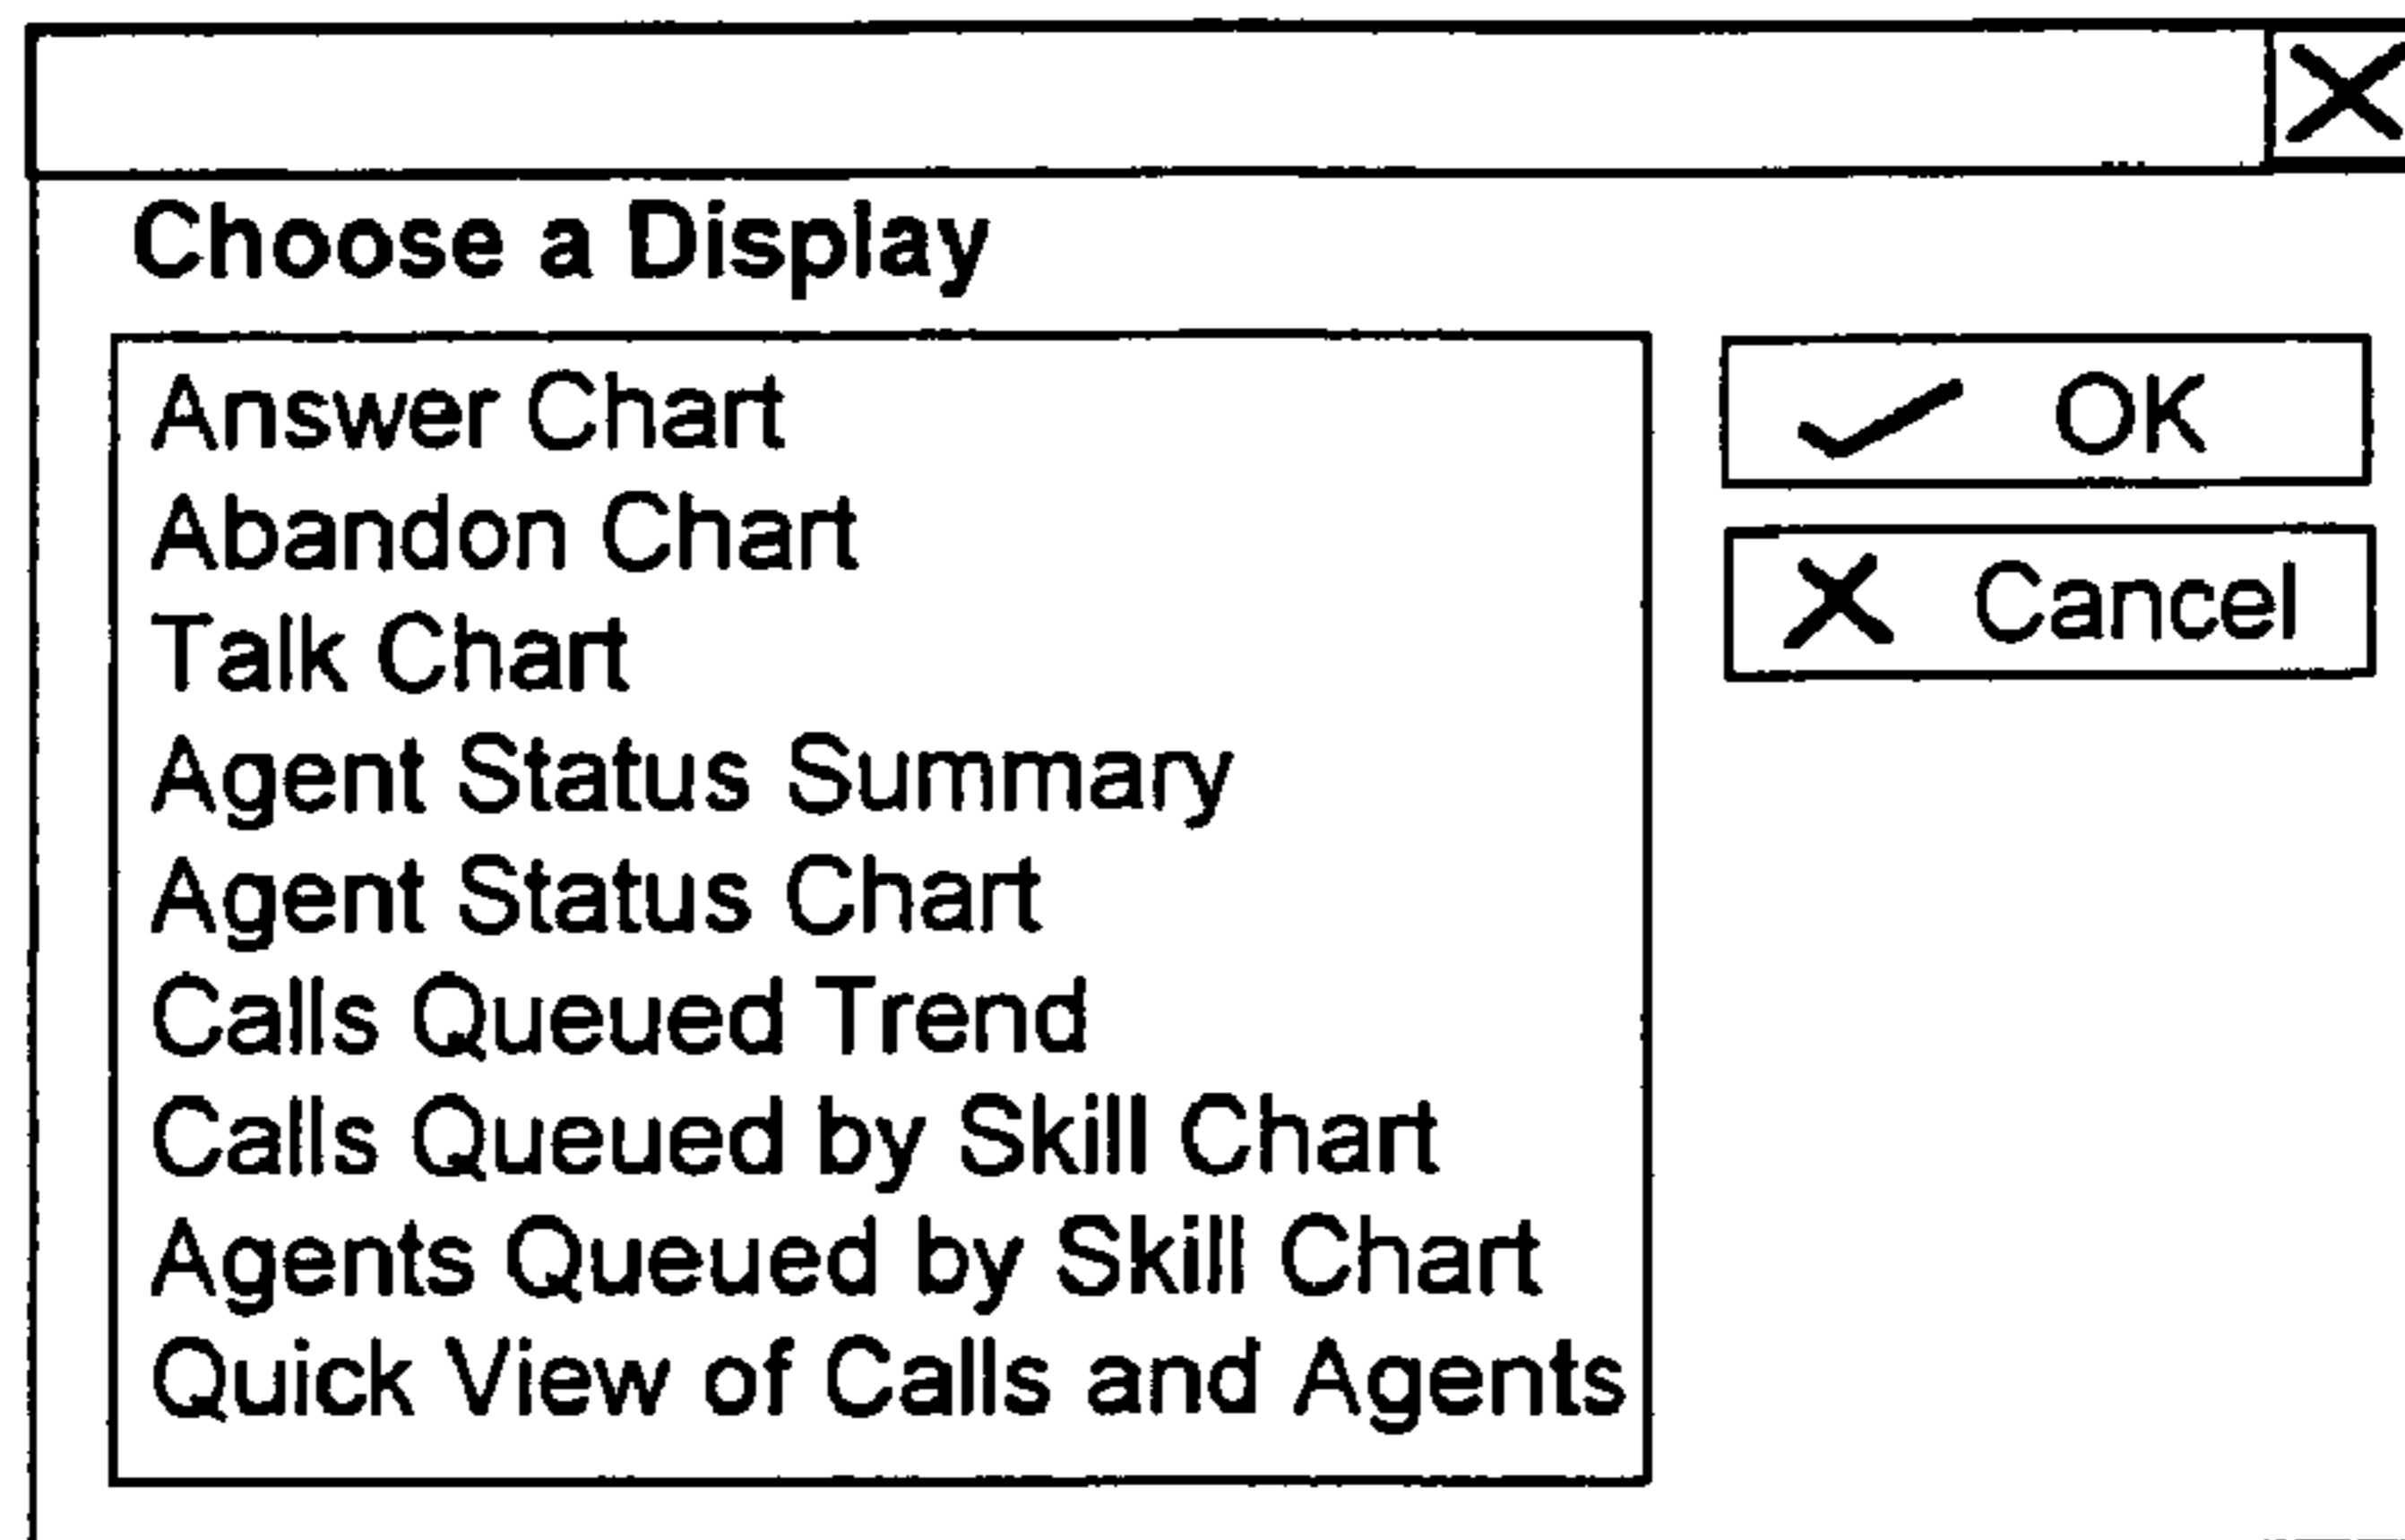 Choose a Display
Answer Chart
Abandon Chart
Talk Chart
Agent Status Summary
Agent Status Chart
Calls Queued Trend
Calls Queued by Skill Chart
Agents Queued by Skill Chart
Quick View of Calls and Agents
OK
Cancel